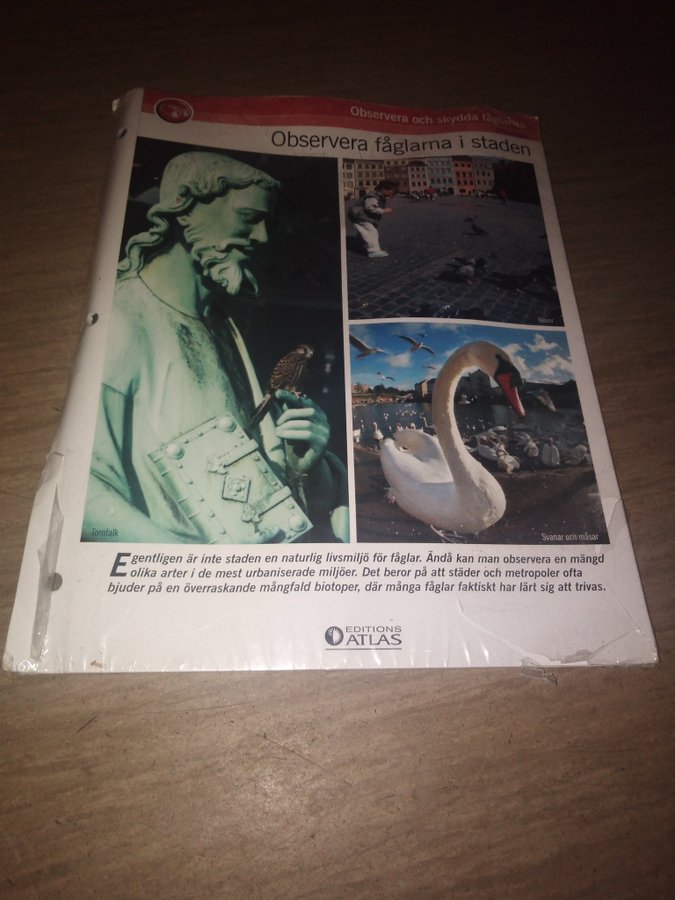 Observera och skydda fåglarna
Observera fåglarna i staden
Duvor
Tornfalk
Svanar och måsar
Egentligen är inte staden en naturlig livsmiljö för fåglar. Ändå kan man observera en mängd
olika arter i de mest urbaniserade miljöer. Det beror på att städer och metropoler ofta
bjuder på en överraskande mångfald biotoper, där många fåglar faktiskt har lärt sig att trivas.
EDITIONS
ATLAS